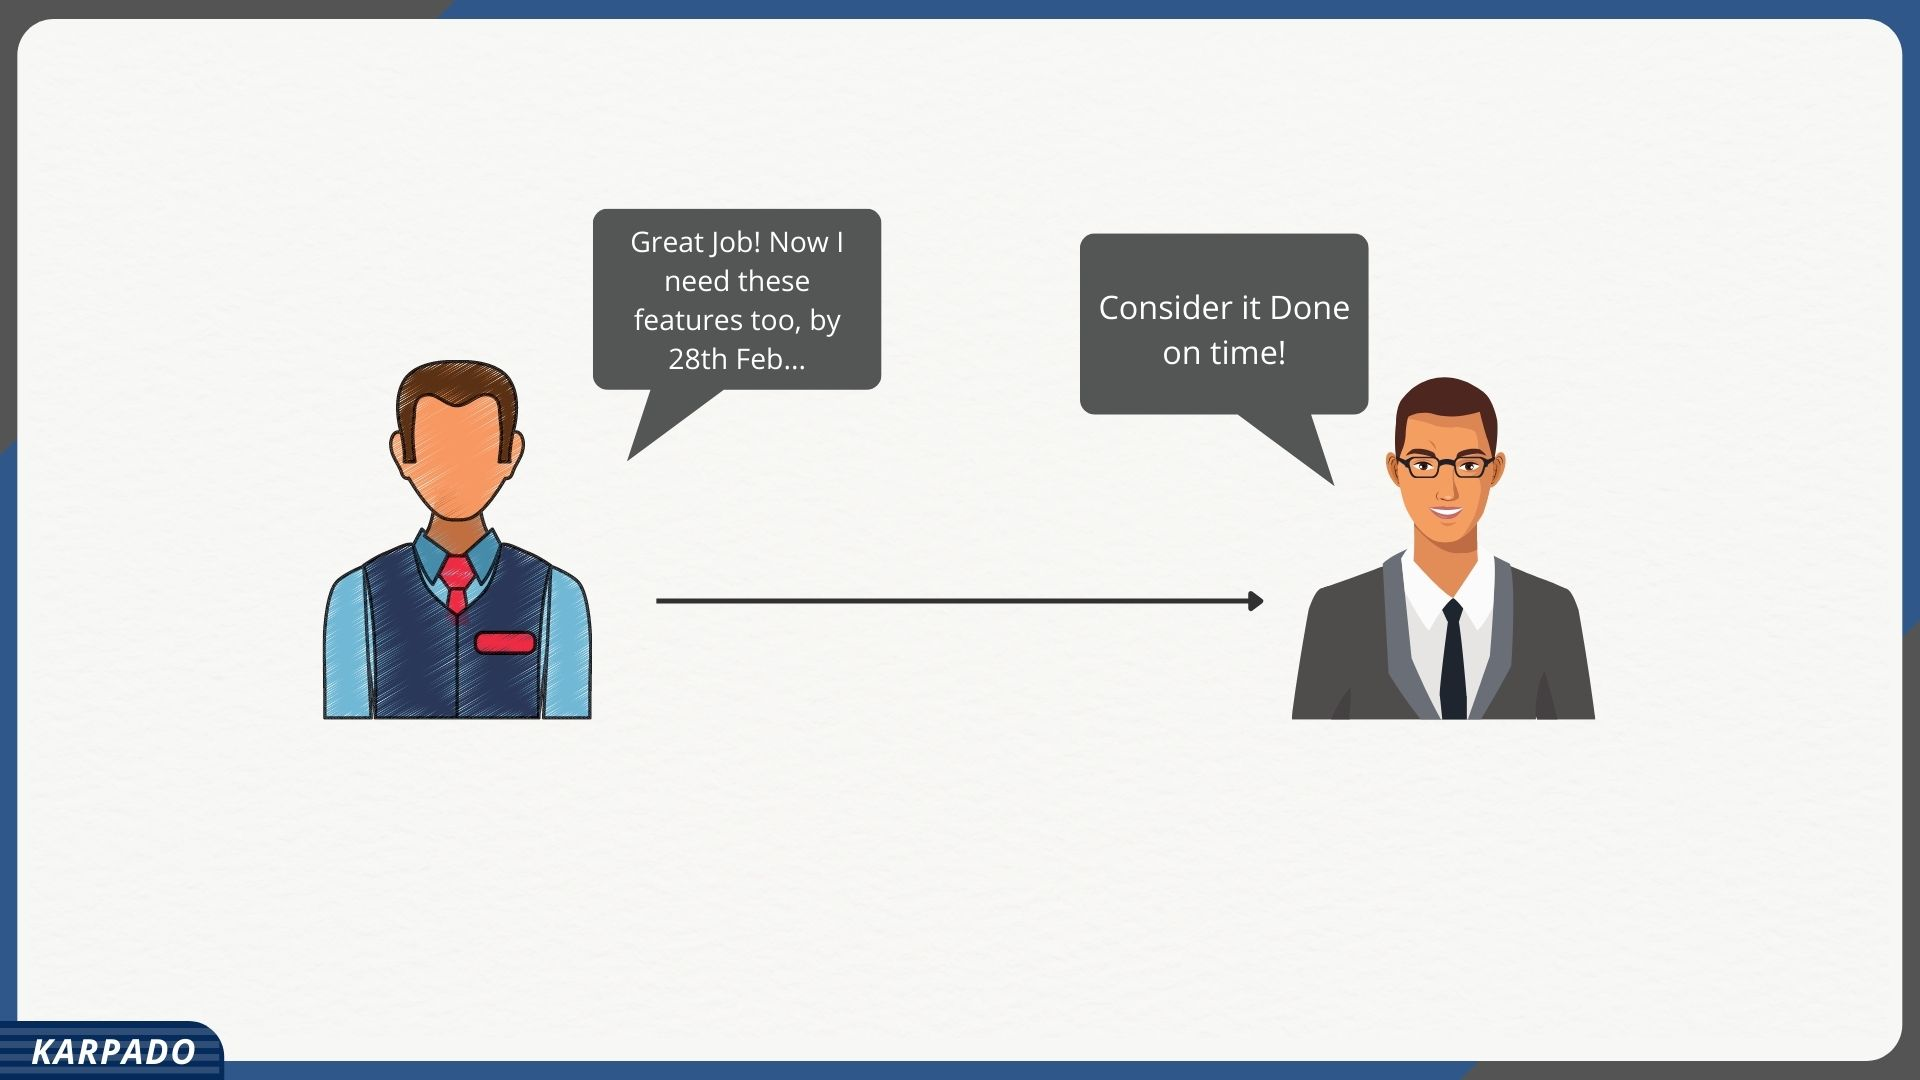 Great Job! Now I
need these
features too, by
28th Feb...
Consider it Done
on time!
KARPADO